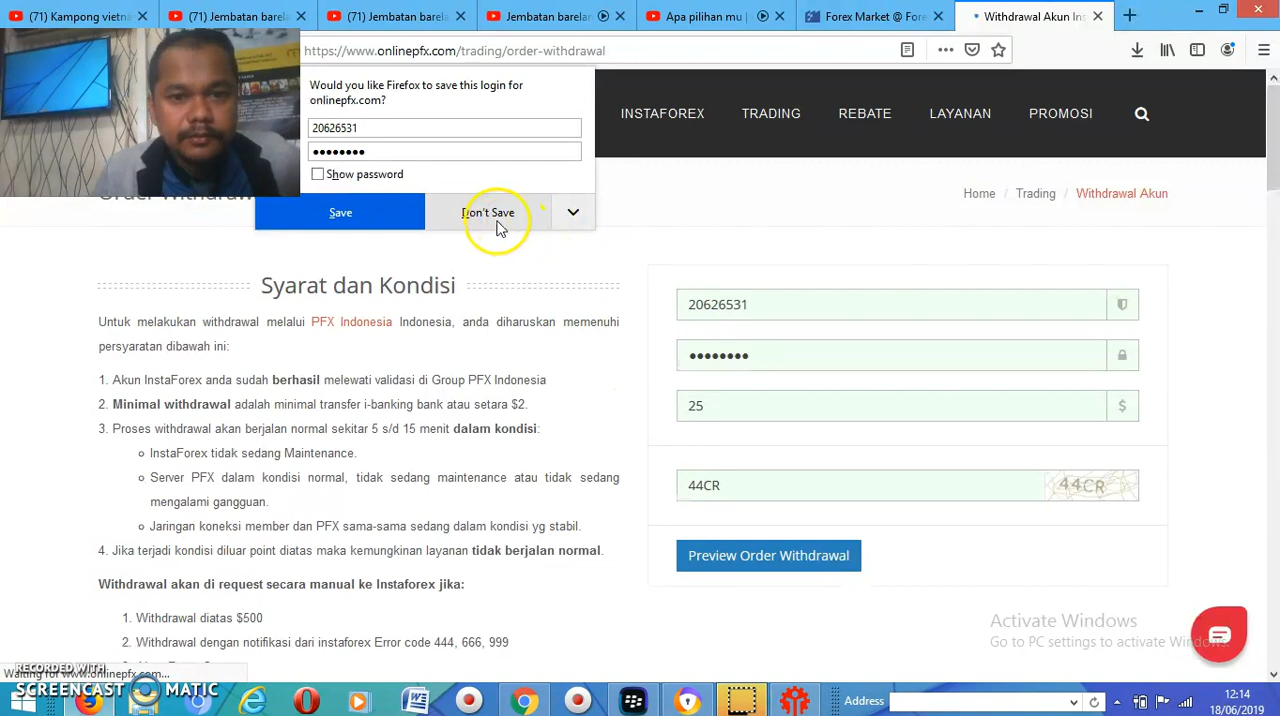 (71) Kampong vietna
(71) Jembatan barela
(71) Jembatan barela
Jembatan barelan
Apa pilihan mu |
Forex Market @ Fore
Withdrawal Akun Ins
https://www.onlinepfx.com/trading/order-withdrawal
Would you like Firefox to save this login for
onlinepfx.com?
20626531
Show password
Save
Don't Save
INSTAFOREX
TRADING
REBATE
LAYANAN
PROMOSI
Order Withdrawa
Home
Trading
Withdrawal Akun
Syarat dan Kondisi
Untuk melakukan withdrawal melalui PFX Indonesia Indonesia, anda diharuskan memenuhi
persyaratan dibawah ini:
1. Akun InstaForex anda sudah berhasil melewati validasi di Group PFX Indonesia
2. Minimal withdrawal adalah minimal transfer i-banking bank atau setara $2.
3. Proses withdrawal akan berjalan normal sekitar 5 s/d 15 menit dalam kondisi:
InstaForex tidak sedang Maintenance.
Server PFX dalam kondisi normal, tidak sedang maintenance atau tidak sedang
mengalami gangguan.
Jaringan koneksi member dan PFX sama-sama sedang dalam kondisi yg stabil.
4. Jika terjadi kondisi diluar point diatas maka kemungkinan layanan tidak berjalan normal.
Withdrawal akan di request secara manual ke Instaforex jika:
1. Withdrawal diatas $500
2. Withdrawal dengan notifikasi dari instaforex Error code 444, 666, 999
20626531
25
$
44CR
44CR
Preview Order Withdrawal
Activate Windows
Go to PC settings to activate Windows.
Waiting for www.onlinepfx.com...
RECORDED WITH
SCREENCAST MATIC
Address
12:14
18/06/2019